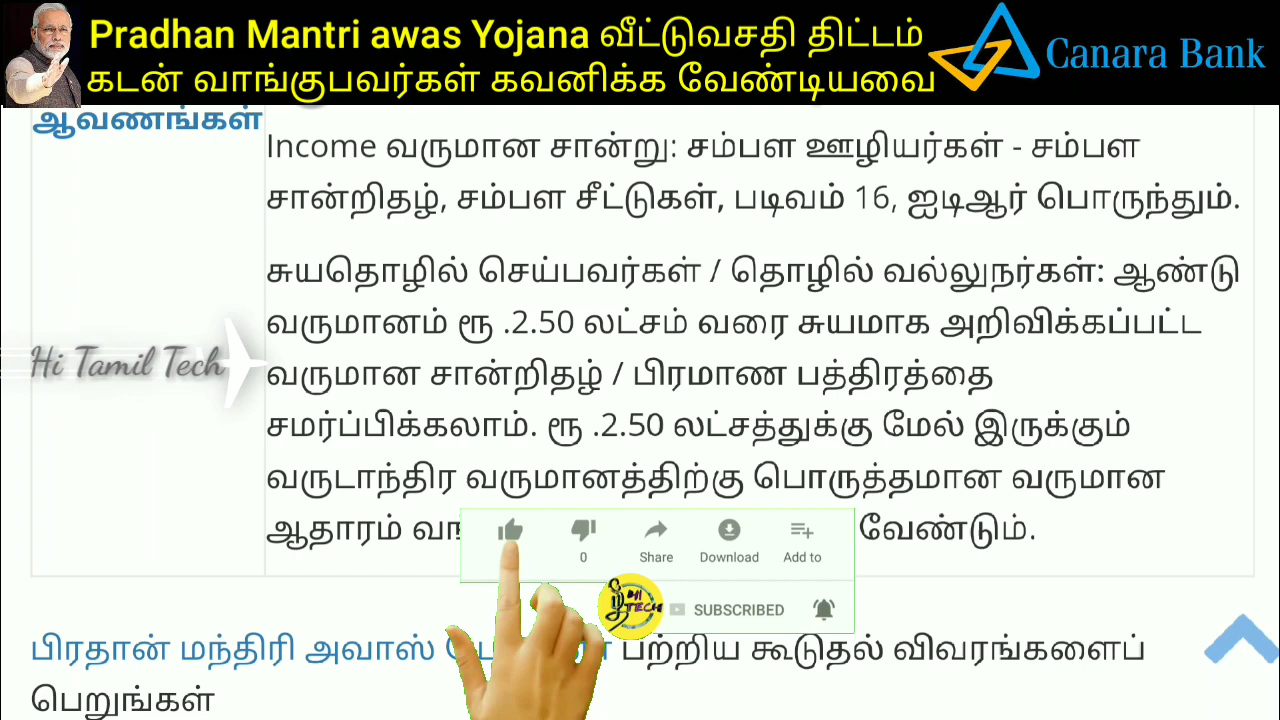 Pradhan Mantri awas Yojana வீட்டுவசதி திட்டம்
கடன் வாங்குபவர்கள் கவனிக்க வேண்டியவை
Canara Bank
ஆவணங்கள்
Income வருமான சான்று: சம்பள ஊழியர்கள் - சம்பள
சான்றிதழ், சம்பள சீட்டுகள், படிவம் 16, ஐடிஆர் பொருந்தும்.
சுயதொழில் செய்பவர்கள் / தொழில் வல்லுநர்கள்: ஆண்டு
வருமானம் ரூ .2.50 லட்சம் வரை சுயமாக அறிவிக்கப்பட்ட
வருமான சான்றிதழ் / பிரமாண பத்திரத்தை
சமர்ப்பிக்கலாம். ரூ .2.50 லட்சத்துக்கு மேல் இருக்கும்
வருடாந்திர வருமானத்திற்கு பொருத்தமான வருமான
ஆதாரம் வேண்டும்.
Hi Tamil Tech
0 Share Download Add to
HI TECH
SUBSCRIBED
பிரதான் மந்திரி அவாஸ் பற்றிய கூடுதல் விவரங்களைப்
பெறுங்கள்